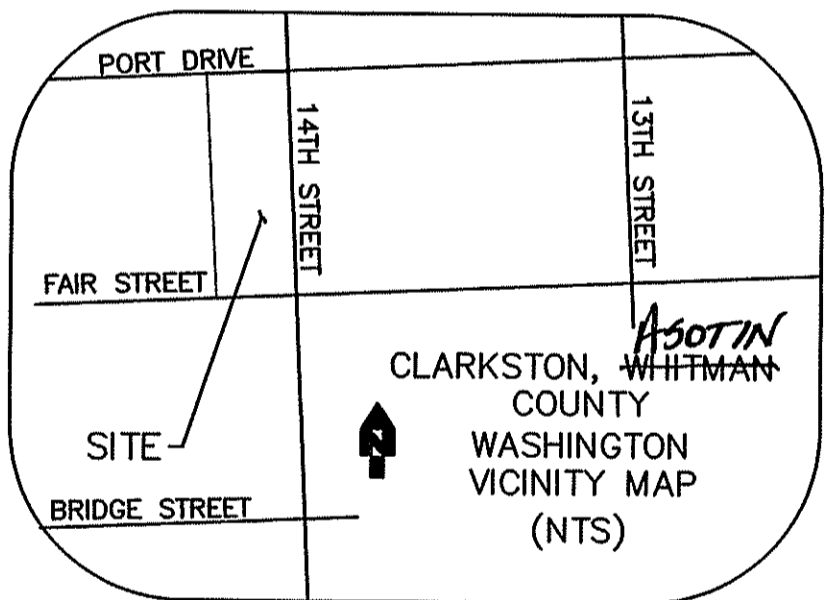 PORT DRIVE
14TH STREET
13TH STREET
FAIR STREET
ASOTIN
CLARKSTON, WHITMAN
COUNTY
SITE
N
WASHINGTON
VICINITY MAP
BRIDGE STREET
(NTS)